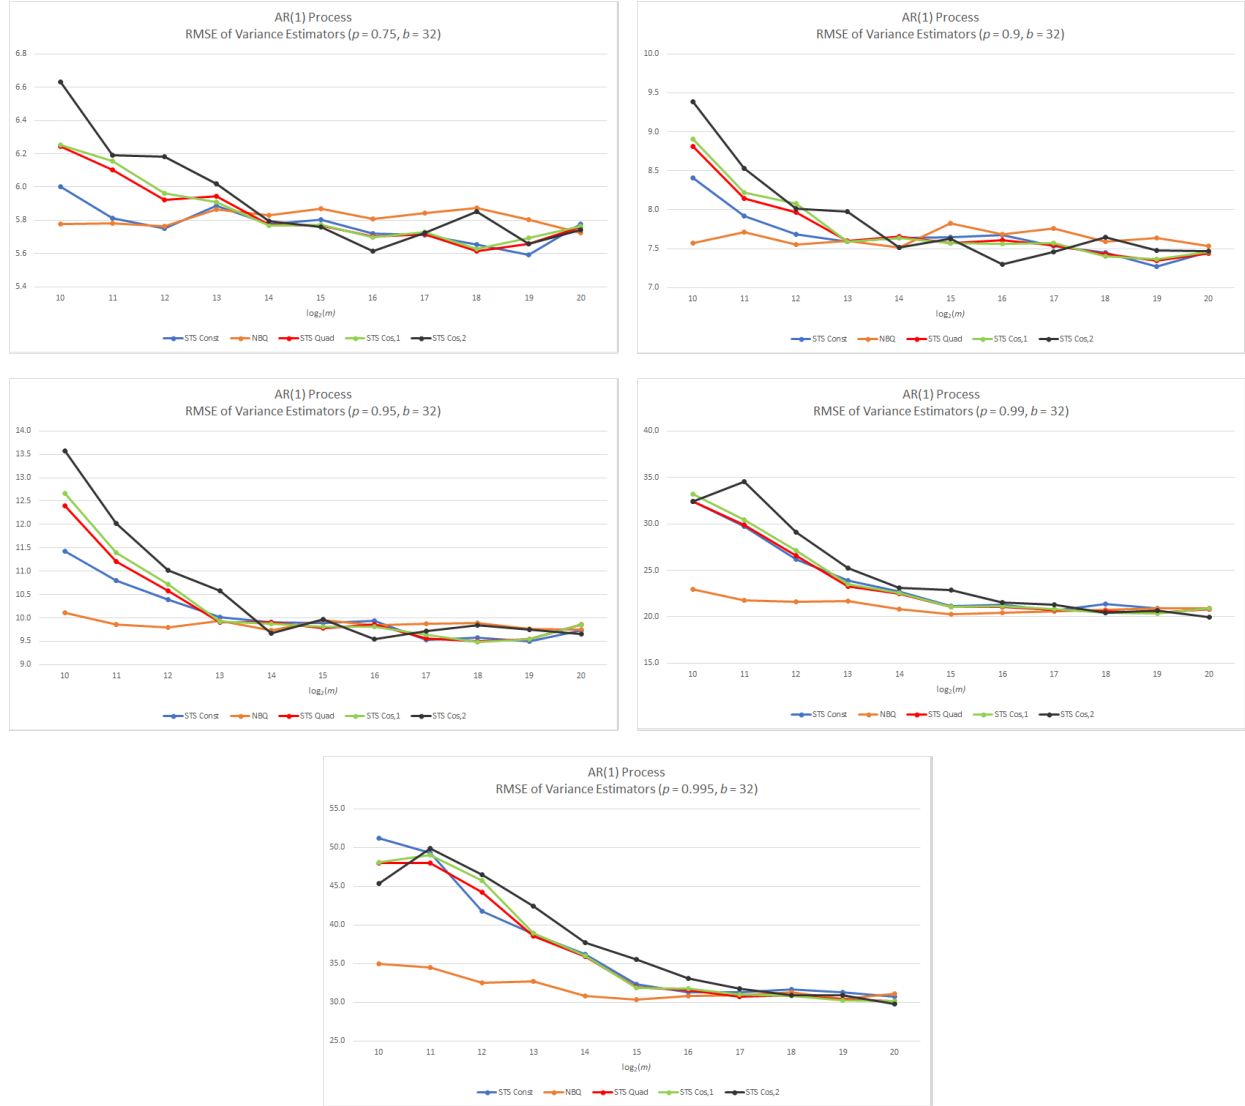 AR(1) Process
RMSE of Variance Estimators (p = 0.75, b = 32)
6.8
6.6
6.4
6.2
6.0
5.8
5.6
5.4
10 11 12 13 14 15 16 17 18 19 20
log2(m)
STS Const NBQ STS Quad STS Cos,1 STS Cos,2
AR(1) Process
RMSE of Variance Estimators (p = 0.9, b = 32)
10.0
9.5
9.0
8.5
8.0
7.5
7.0
10 11 12 13 14 15 16 17 18 19 20
log2(m)
STS Const NBQ STS Quad STS Cos,1 STS Cos,2
AR(1) Process
RMSE of Variance Estimators (p = 0.95, b = 32)
14.0
13.5
13.0
12.5
12.0
11.5
11.0
10.5
10.0
9.5
9.0
10 11 12 13 14 15 16 17 18 19 20
log2(m)
STS Const NBQ STS Quad STS Cos,1 STS Cos,2
AR(1) Process
RMSE of Variance Estimators (p = 0.99, b = 32)
40.0
35.0
30.0
25.0
20.0
15.0
10 11 12 13 14 15 16 17 18 19 20
log2(m)
STS Const NBQ STS Quad STS Cos,1 STS Cos,2
AR(1) Process
RMSE of Variance Estimators (p = 0.995, b = 32)
55.0
50.0
45.0
40.0
35.0
30.0
25.0
10 11 12 13 14 15 16 17 18 19 20
log2(m)
STS Const NBQ STS Quad STS Cos,1 STS Cos,2